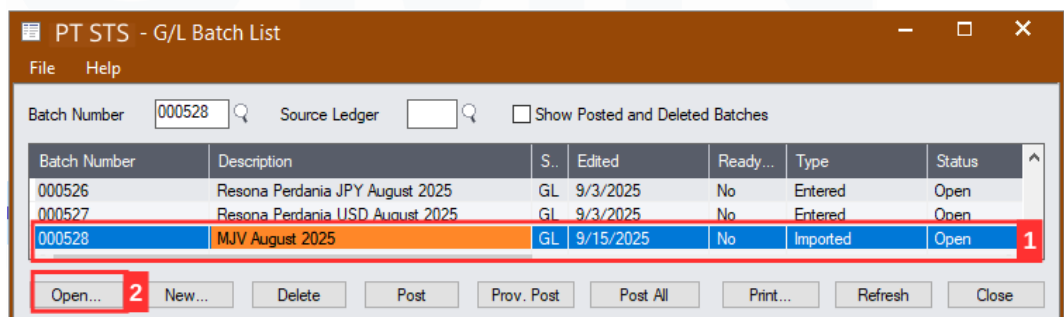 PT STS - G/L Batch List
File Help
Batch Number 000528 Source Ledger Show Posted and Deleted Batches
Batch Number Description S.. Edited Ready... Type Status
000526 Resona Perdania JPY August 2025 GL 9/3/2025 No Entered Open
000527 Resona Perdania USD August 2025 GL 9/3/2025 No Entered Open
000528 MJV August 2025 GL 9/15/2025 No Imported Open 1
Open... 2 New... Delete Post Prov. Post Post All Print... Refresh Close